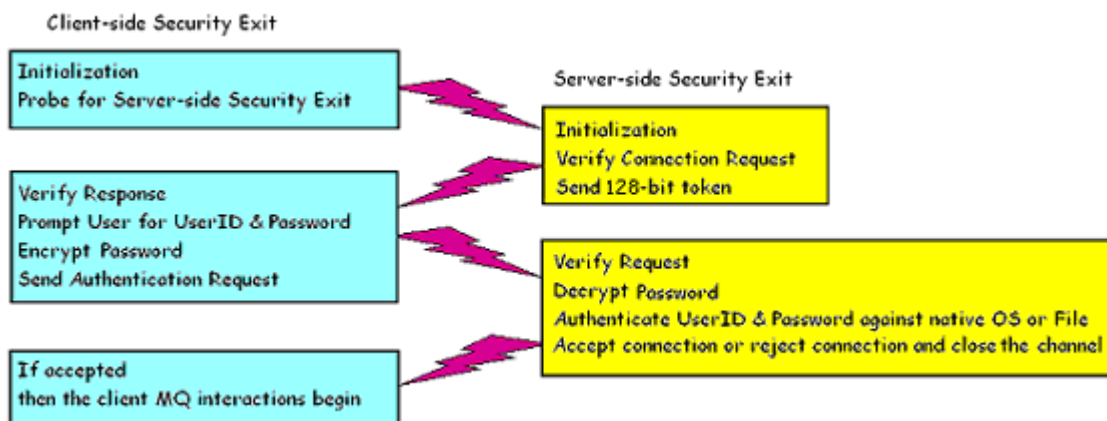 Client-side Security Exit
Initialization
Probe for Server-side Security Exit
Server-side Security Exit
Initialization
Verify Connection Request
Send 128-bit token
Verify Response
Prompt User for UserID & Password
Encrypt Password
Send Authentication Request
Verify Request
Decrypt Password
Authenticate UserID & Password against native OS or File
Accept connection or reject connection and close the channel
If accepted
then the client MQ interactions begin